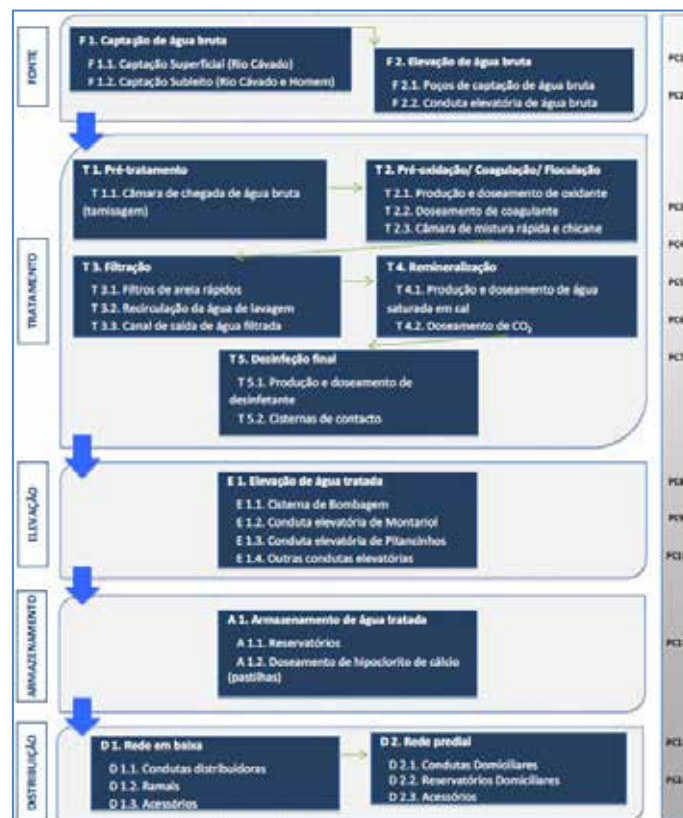 FONTE
F 1. Captação de água bruta
F 1.1. Captação Superficial (Rio Cávado)
F 1.2. Captação Subleito (Rio Cávado e Homem)
F 2. Elevação de água bruta
F 2.1. Poços de captação de água bruta
F 2.2. Conduta elevatória de água bruta
TRATAMENTO
T 1. Pré-tratamento
T 1.1. Câmara de chegada de água bruta
(tamisagem)
T 2. Pré-oxidação/ Coagulação/ Floculação
T 2.1. Produção e doseamento de oxidante
T 2.2. Doseamento de coagulante
T 2.3. Câmara de mistura rápida e chicane
T 3. Filtração
T 3.1. Filtros de areia rápidos
T 3.2. Recirculação da água de lavagem
T 3.3. Canal de saída de água filtrada
T 4. Remineralização
T 4.1. Produção e doseamento de água
saturada em cal
T 4.2. Doseamento de CO₂
T 5. Desinfeção final
T 5.1. Produção e doseamento de
desinfetante
T 5.2. Cisternas de contacto
ELEVAÇÃO
E 1. Elevação de água tratada
E 1.1. Cisterna de Bombagem
E 1.2. Conduta elevatória de Montariol
E 1.3. Conduta elevatória de Pitancinhos
E 1.4. Outras condutas elevatórias
ARMAZENAMENTO
A 1. Armazenamento de água tratada
A 1.1. Reservatórios
A 1.2. Doseamento de hipoclorito de cálcio
(pastilhas)
DISTRIBUIÇÃO
D 1. Rede em baixa
D 1.1. Condutas distribuidoras
D 1.2. Ramais
D 1.3. Acessórios
D 2. Rede predial
D 2.1. Condutas Domiciliares
D 2.2. Reservatórios Domiciliares
D 2.3. Acessórios